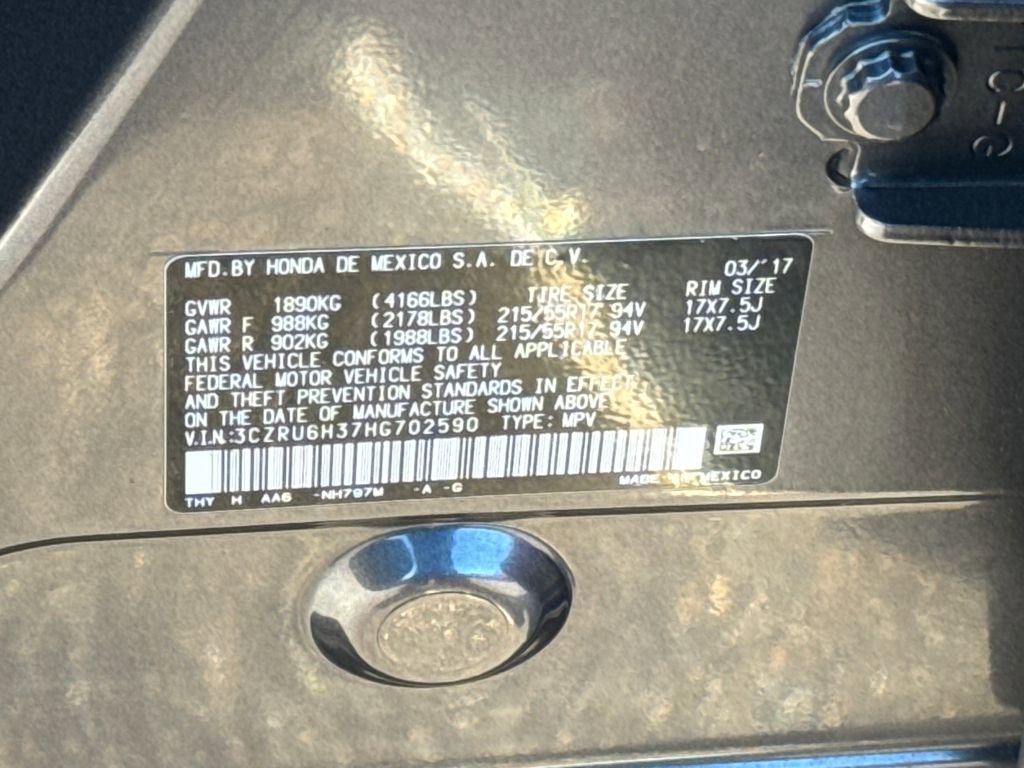 MFD.BY HONDA DE MEXICO S.A. DE C.V. 03/'17
TIRE SIZE RIM SIZE
GVWR 1890KG (4166LBS)
GAWR F 988KG (2178LBS) 215/55R17 94V 17X7.5J
GAWR R 902KG (1988LBS) 215/55R17 94V 17X7.5J
THIS VEHICLE CONFORMS TO ALL APPLICABLE
FEDERAL MOTOR VEHICLE SAFETY
AND THEFT PREVENTION STANDARDS IN EFFECT
ON THE DATE OF MANUFACTURE SHOWN ABOVE
V.I.N:3CZRU6H37HG702590 TYPE: MPV
THY H AA6 -NH797M -A -G MADE IN MEXICO